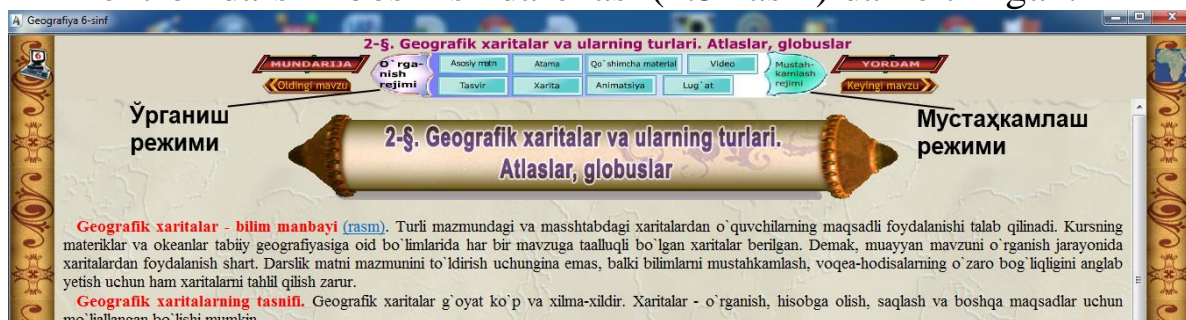 Geografiya 6-sinf
2-§. Geografik xaritalar va ularning turlari. Atlaslar, globuslar
MUNDARIJA
O`rga-
nish
rejimi
Asosiy matn
Atama
Qo`shimcha material
Video
Mustah-
kamlash
rejimi
YORDAM
Oldingi mavzu
Tasvir
Xarita
Animatsiya
Lug`at
Keyingi mavzu
Ўрганиш
режими
Мустаҳкамлаш
режими
2-§. Geografik xaritalar va ularning turlari.
Atlaslar, globuslar
Geografik xaritalar - bilim manbayi (rasm). Turli mazmundagi va masshtabdagi xaritalardan o`quvchilarning maqsadli foydalanishi talab qilinadi. Kursning
materiklar va okeanlar tabiiy geografiyasiga oid bo`limlarida har bir mavzuga taalluqli bo`lgan xaritalar berilgan. Demak, muayyan mavzuni o`rganish jarayonida
xaritalardan foydalanish shart. Darslik matni mazmunini to`ldirish uchungina emas, balki bilimlarni mustahkamlash, voqea-hodisalarning o`zaro bog`liqligini anglab
yetish uchun ham xaritalarni tahlil qilish zarur.
Geografik xaritalarning tasnifi. Geografik xaritalar g`oyat ko`p va xilma-xildir. Xaritalar - o`rganish, hisobga olish, saqlash va boshqa maqsadlar uchun
mo`ljallangan bo`lishi mumkin.